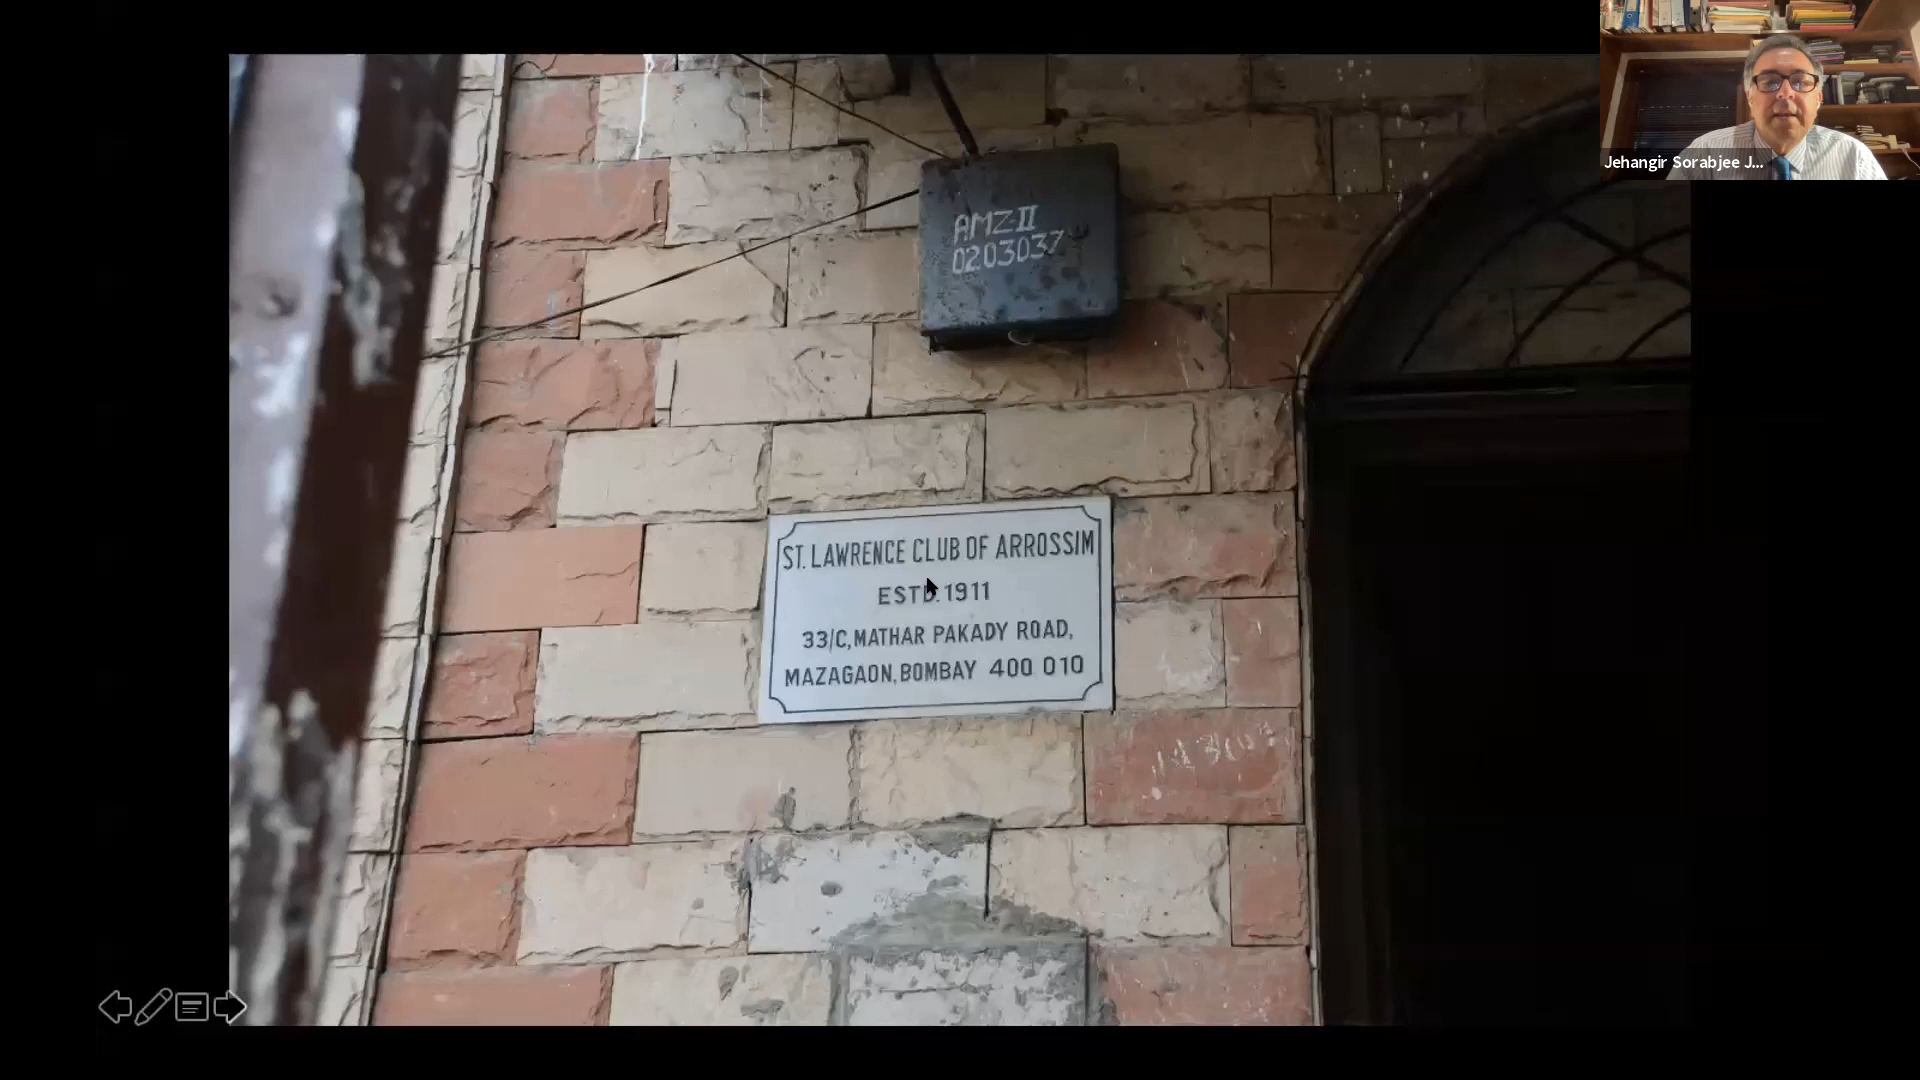 Jehangir Sorabjee J...
AMZ-II
0203037
ST. LAWRENCE CLUB OF ARROSSIM
ESTD. 1911
33/C, MATHAR PAKADY ROAD,
MAZAGAON, BOMBAY 400 010